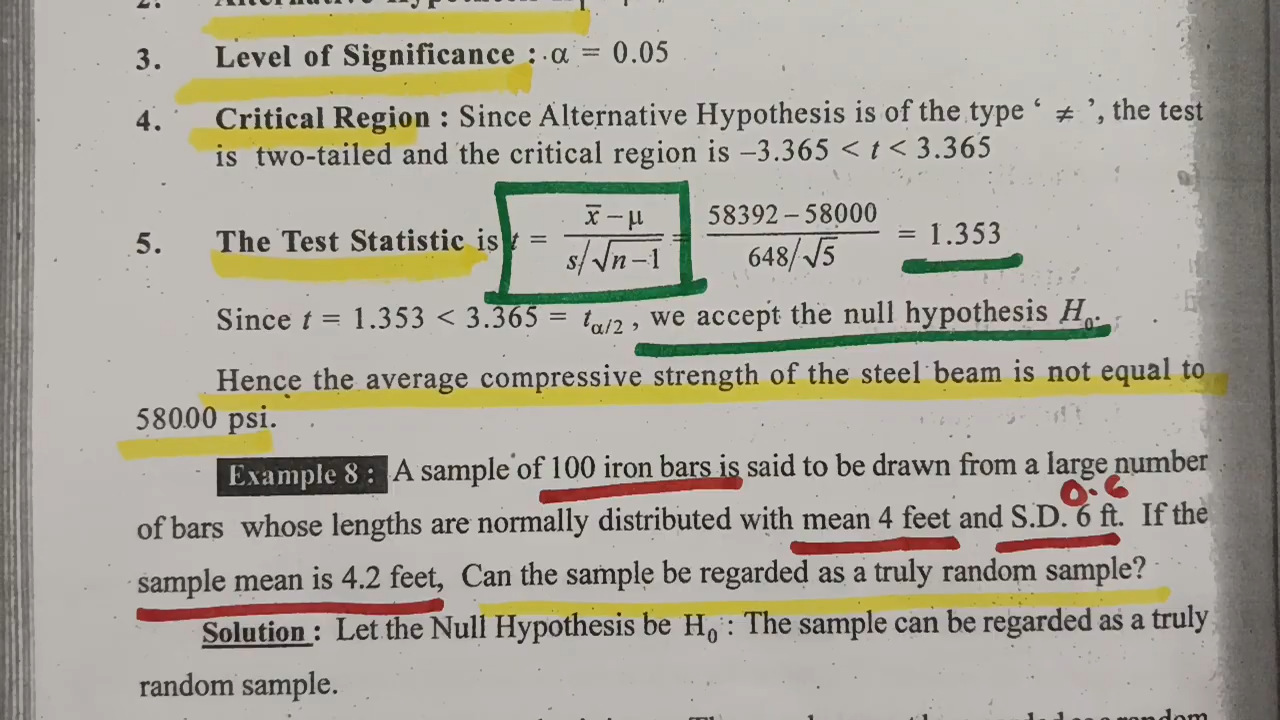 2. Alternative Hypothesis
3. Level of Significance : α = 0.05
4. Critical Region : Since Alternative Hypothesis is of the type ‘ ≠ ’, the test
is two-tailed and the critical region is –3.365 < t < 3.365
5. The Test Statistic is t = (x̄ – μ)/(s/√(n–1)) = (58392 – 58000)/(648/√5) = 1.353
Since t = 1.353 < 3.365 = tα/2 , we accept the null hypothesis H0.
Hence the average compressive strength of the steel beam is not equal to
58000 psi.
Example 8 : A sample of 100 iron bars is said to be drawn from a large number
0.6
of bars whose lengths are normally distributed with mean 4 feet and S.D. 6 ft. If the
sample mean is 4.2 feet, Can the sample be regarded as a truly random sample?
Solution : Let the Null Hypothesis be H0 : The sample can be regarded as a truly
random sample.